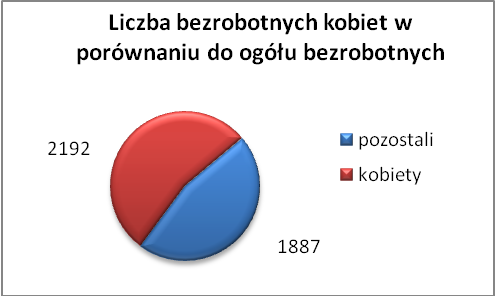 Liczba bezrobotnych kobiet w
porównaniu do ogółu bezrobotnych
2192
pozostali
kobiety
1887